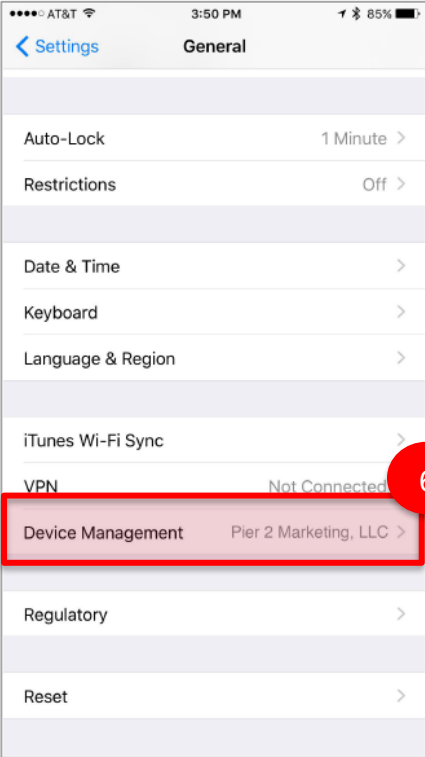 AT&T 3:50 PM 85%
Settings General
Auto-Lock 1 Minute
Restrictions Off
Date & Time
Keyboard
Language & Region
iTunes Wi-Fi Sync
VPN Not Connected
6
Device Management Pier 2 Marketing, LLC
Regulatory
Reset